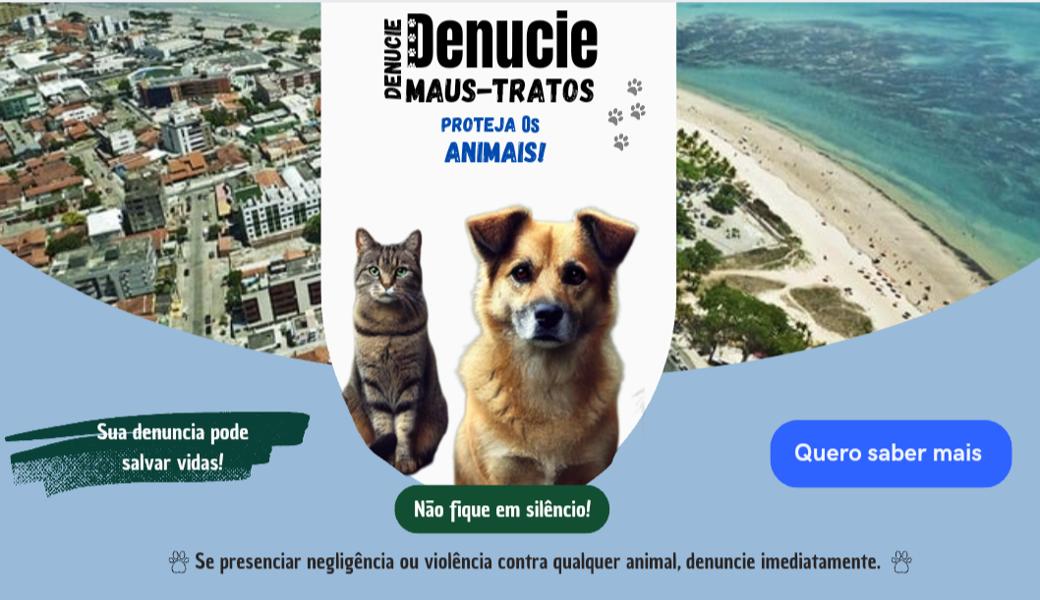 DENUCIE
Denucie
MAUS-TRATOS
PROTEJA Os
ANIMAIS!
Sua denuncia pode
salvar vidas!
Quero saber mais
Não fique em silêncio!
Se presenciar negligência ou violência contra qualquer animal, denuncie imediatamente.